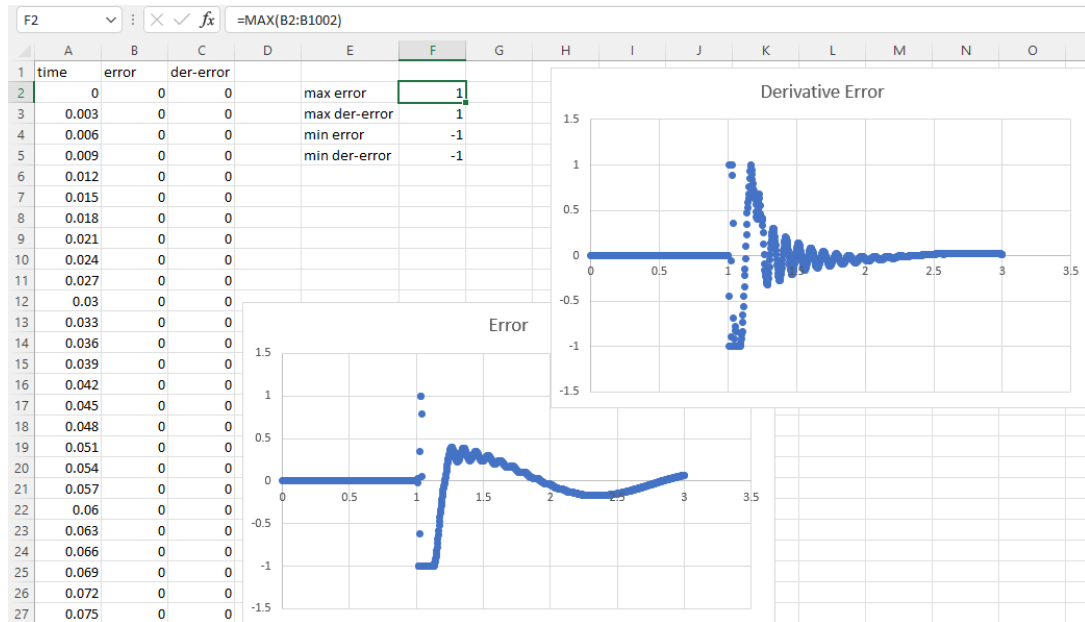 F2 fx =MAX(B2:B1002)
A B C D E F G H I J K L M N O
1 time error der-error
2 0 0 0 max error 1
3 0.003 0 0 max der-error 1
4 0.006 0 0 min error -1
5 0.009 0 0 min der-error -1
6 0.012 0 0
7 0.015 0 0
8 0.018 0 0
9 0.021 0 0
10 0.024 0 0
11 0.027 0 0
12 0.03 0 0
13 0.033 0 0
14 0.036 0 0
15 0.039 0 0
16 0.042 0 0
17 0.045 0 0
18 0.048 0 0
19 0.051 0 0
20 0.054 0 0
21 0.057 0 0
22 0.06 0 0
23 0.063 0 0
24 0.066 0 0
25 0.069 0 0
26 0.072 0 0
27 0.075 0 0
Derivative Error
1.5
1
0.5
0
-0.5
-1
-1.5
0 0.5 1 1.5 2 2.5 3 3.5
Error
1.5
1
0.5
0
-0.5
-1
-1.5
0 0.5 1 1.5 2 2.5 3 3.5